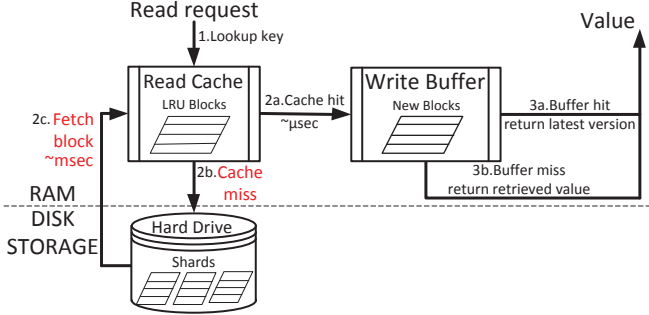 Read request
1.Lookup key
Value
Read Cache
LRU Blocks
2a.Cache hit
~µsec
Write Buffer
New Blocks
3a.Buffer hit
return latest version
2c. Fetch
block
~msec
2b.Cache
miss
3b.Buffer miss
return retrieved value
RAM
DISK
STORAGE
Hard Drive
Shards